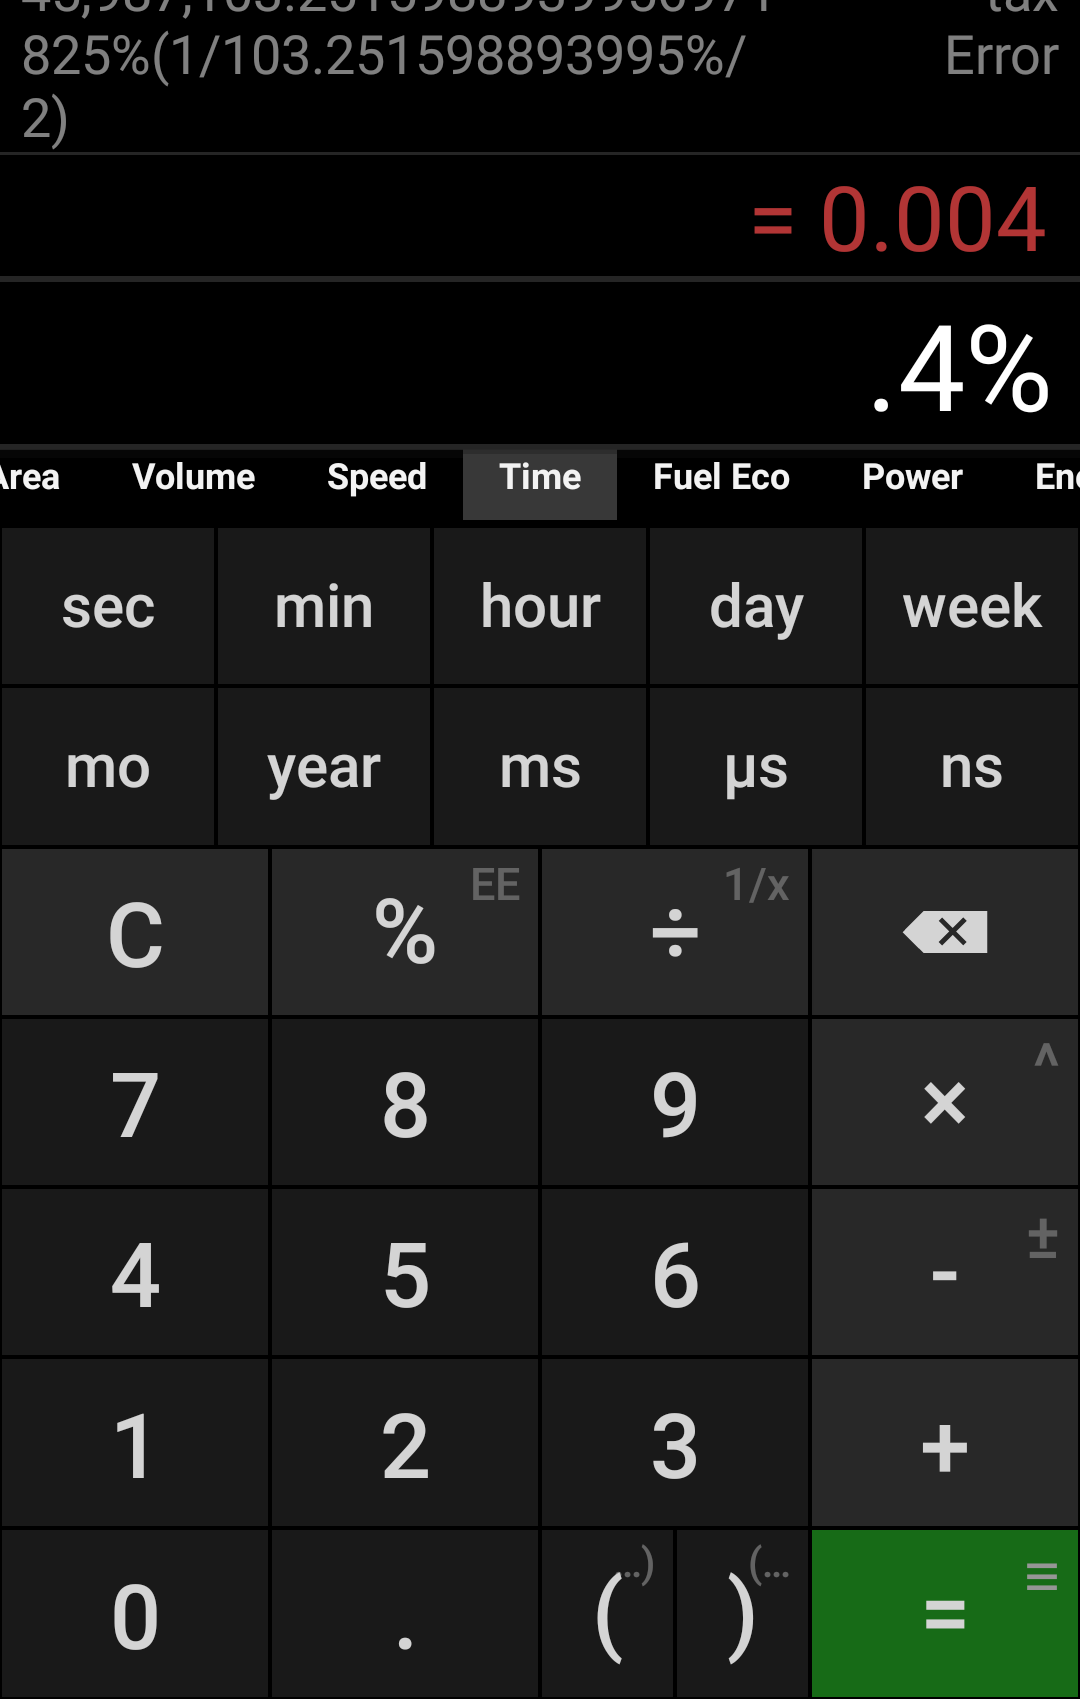 825%(1/103.251598893995%/ Error
2)
= 0.004
.4%
Area Volume Speed Time Fuel Eco Power
sec min hour day week
mo year ms µs ns
C % EE ÷ 1/x
7 8 9 × ^
4 5 6 - ±
1 2 3 +
0 . ( ..) ) (... = ≡